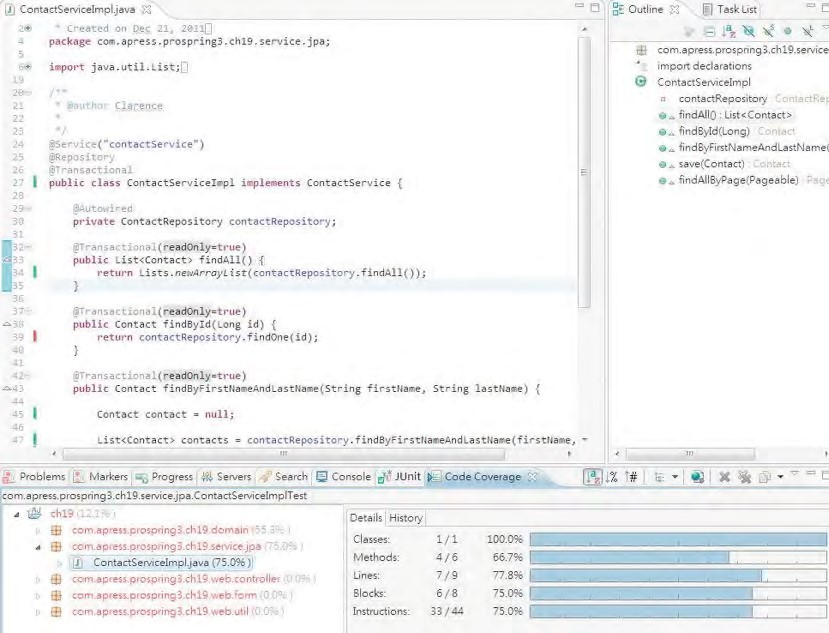 ContactServiceImpl.java
2 * Created on Dec 21, 2011
4 package com.apress.prospring3.ch19.service.jpa;
5
6 import java.util.List;
19
20 /**
21 * @author Clarence
22 *
23 */
24 @Service("contactService")
25 @Repository
26 @Transactional
27 public class ContactServiceImpl implements ContactService {
28
29 @Autowired
30 private ContactRepository contactRepository;
31
32 @Transactional(readOnly=true)
33 public List<Contact> findAll() {
34 return Lists.newArrayList(contactRepository.findAll());
35 }
36
37 @Transactional(readOnly=true)
38 public Contact findById(Long id) {
39 return contactRepository.findOne(id);
40 }
41
42 @Transactional(readOnly=true)
43 public Contact findByFirstNameAndLastName(String firstName, String lastName) {
44
45 Contact contact = null;
46
47 List<Contact> contacts = contactRepository.findByFirstNameAndLastName(firstName,
Outline Task List
com.apress.prospring3.ch19.service
import declarations
ContactServiceImpl
contactRepository : ContactRep
findAll() : List<Contact>
findById(Long) : Contact
findByFirstNameAndLastName(
save(Contact) : Contact
findAllByPage(Pageable) : Page
Problems Markers Progress Servers Search Console JUnit Code Coverage
com.apress.prospring3.ch19.service.jpa.ContactServiceImplTest
ch19 (12.1%)
com.apress.prospring3.ch19.domain (55.3%)
com.apress.prospring3.ch19.service.jpa (75.0%)
ContactServiceImpl.java (75.0%)
com.apress.prospring3.ch19.web.controller (0.0%)
com.apress.prospring3.ch19.web.form (0.0%)
com.apress.prospring3.ch19.web.util (0.0%)
Details History
Classes: 1 / 1 100.0%
Methods: 4 / 6 66.7%
Lines: 7 / 9 77.8%
Blocks: 6 / 8 75.0%
Instructions: 33 / 44 75.0%